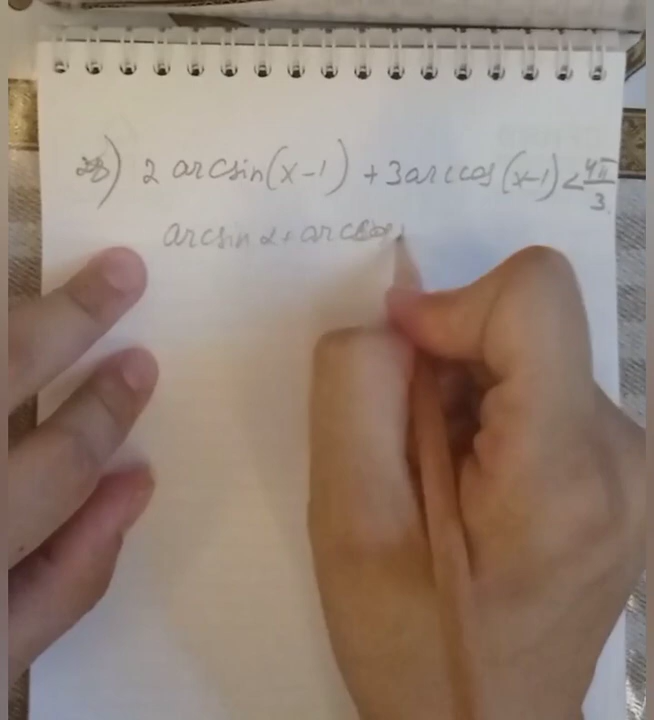 28) 2 arcsin(x-1) + 3arccos(x-1) < 4π/3
arcsin α + arccos